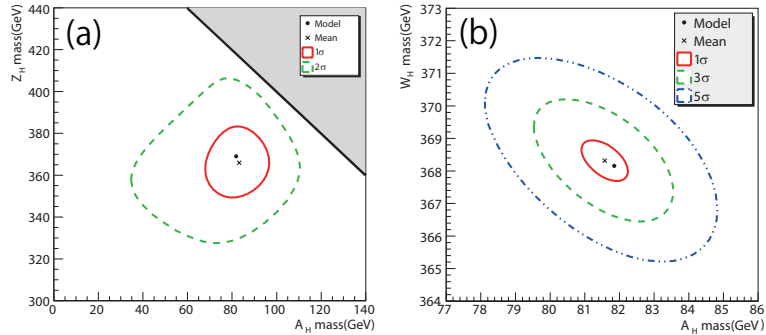 (a)
Z_H mass(GeV)
440
420
400
380
360
340
320
300
0 20 40 60 80 100 120 140
A_H mass(GeV)
Model
Mean
1σ
2σ
(b)
W_H mass(GeV)
373
372
371
370
369
368
367
366
365
364
77 78 79 80 81 82 83 84 85 86
A_H mass(GeV)
Model
Mean
1σ
3σ
5σ